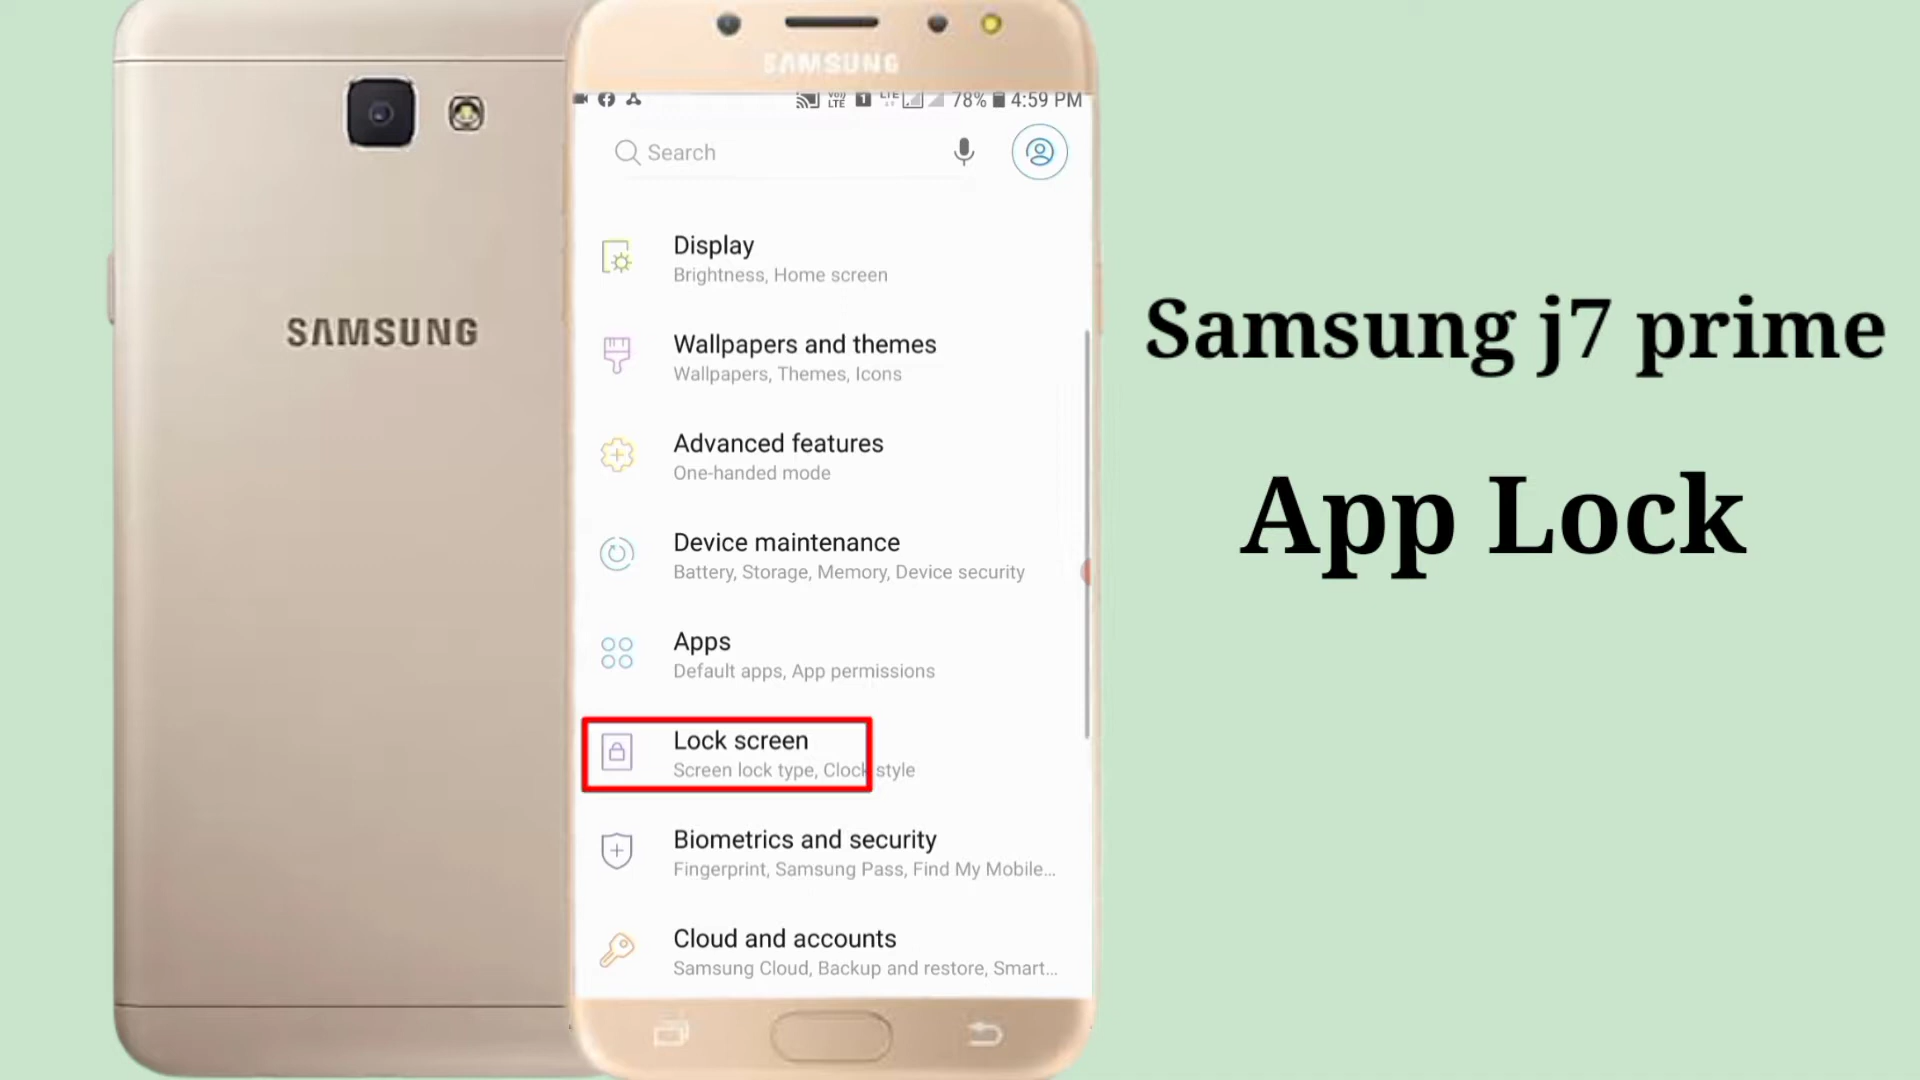 SAMSUNG
SAMSUNG
VoLTE 1 LTE 78% 4:59 PM
Search
Display
Brightness, Home screen
Wallpapers and themes
Wallpapers, Themes, Icons
Advanced features
One-handed mode
Device maintenance
Battery, Storage, Memory, Device security
Apps
Default apps, App permissions
Lock screen
Screen lock type, Clock style
Biometrics and security
Fingerprint, Samsung Pass, Find My Mobile...
Cloud and accounts
Samsung Cloud, Backup and restore, Smart...
Samsung j7 prime
App Lock